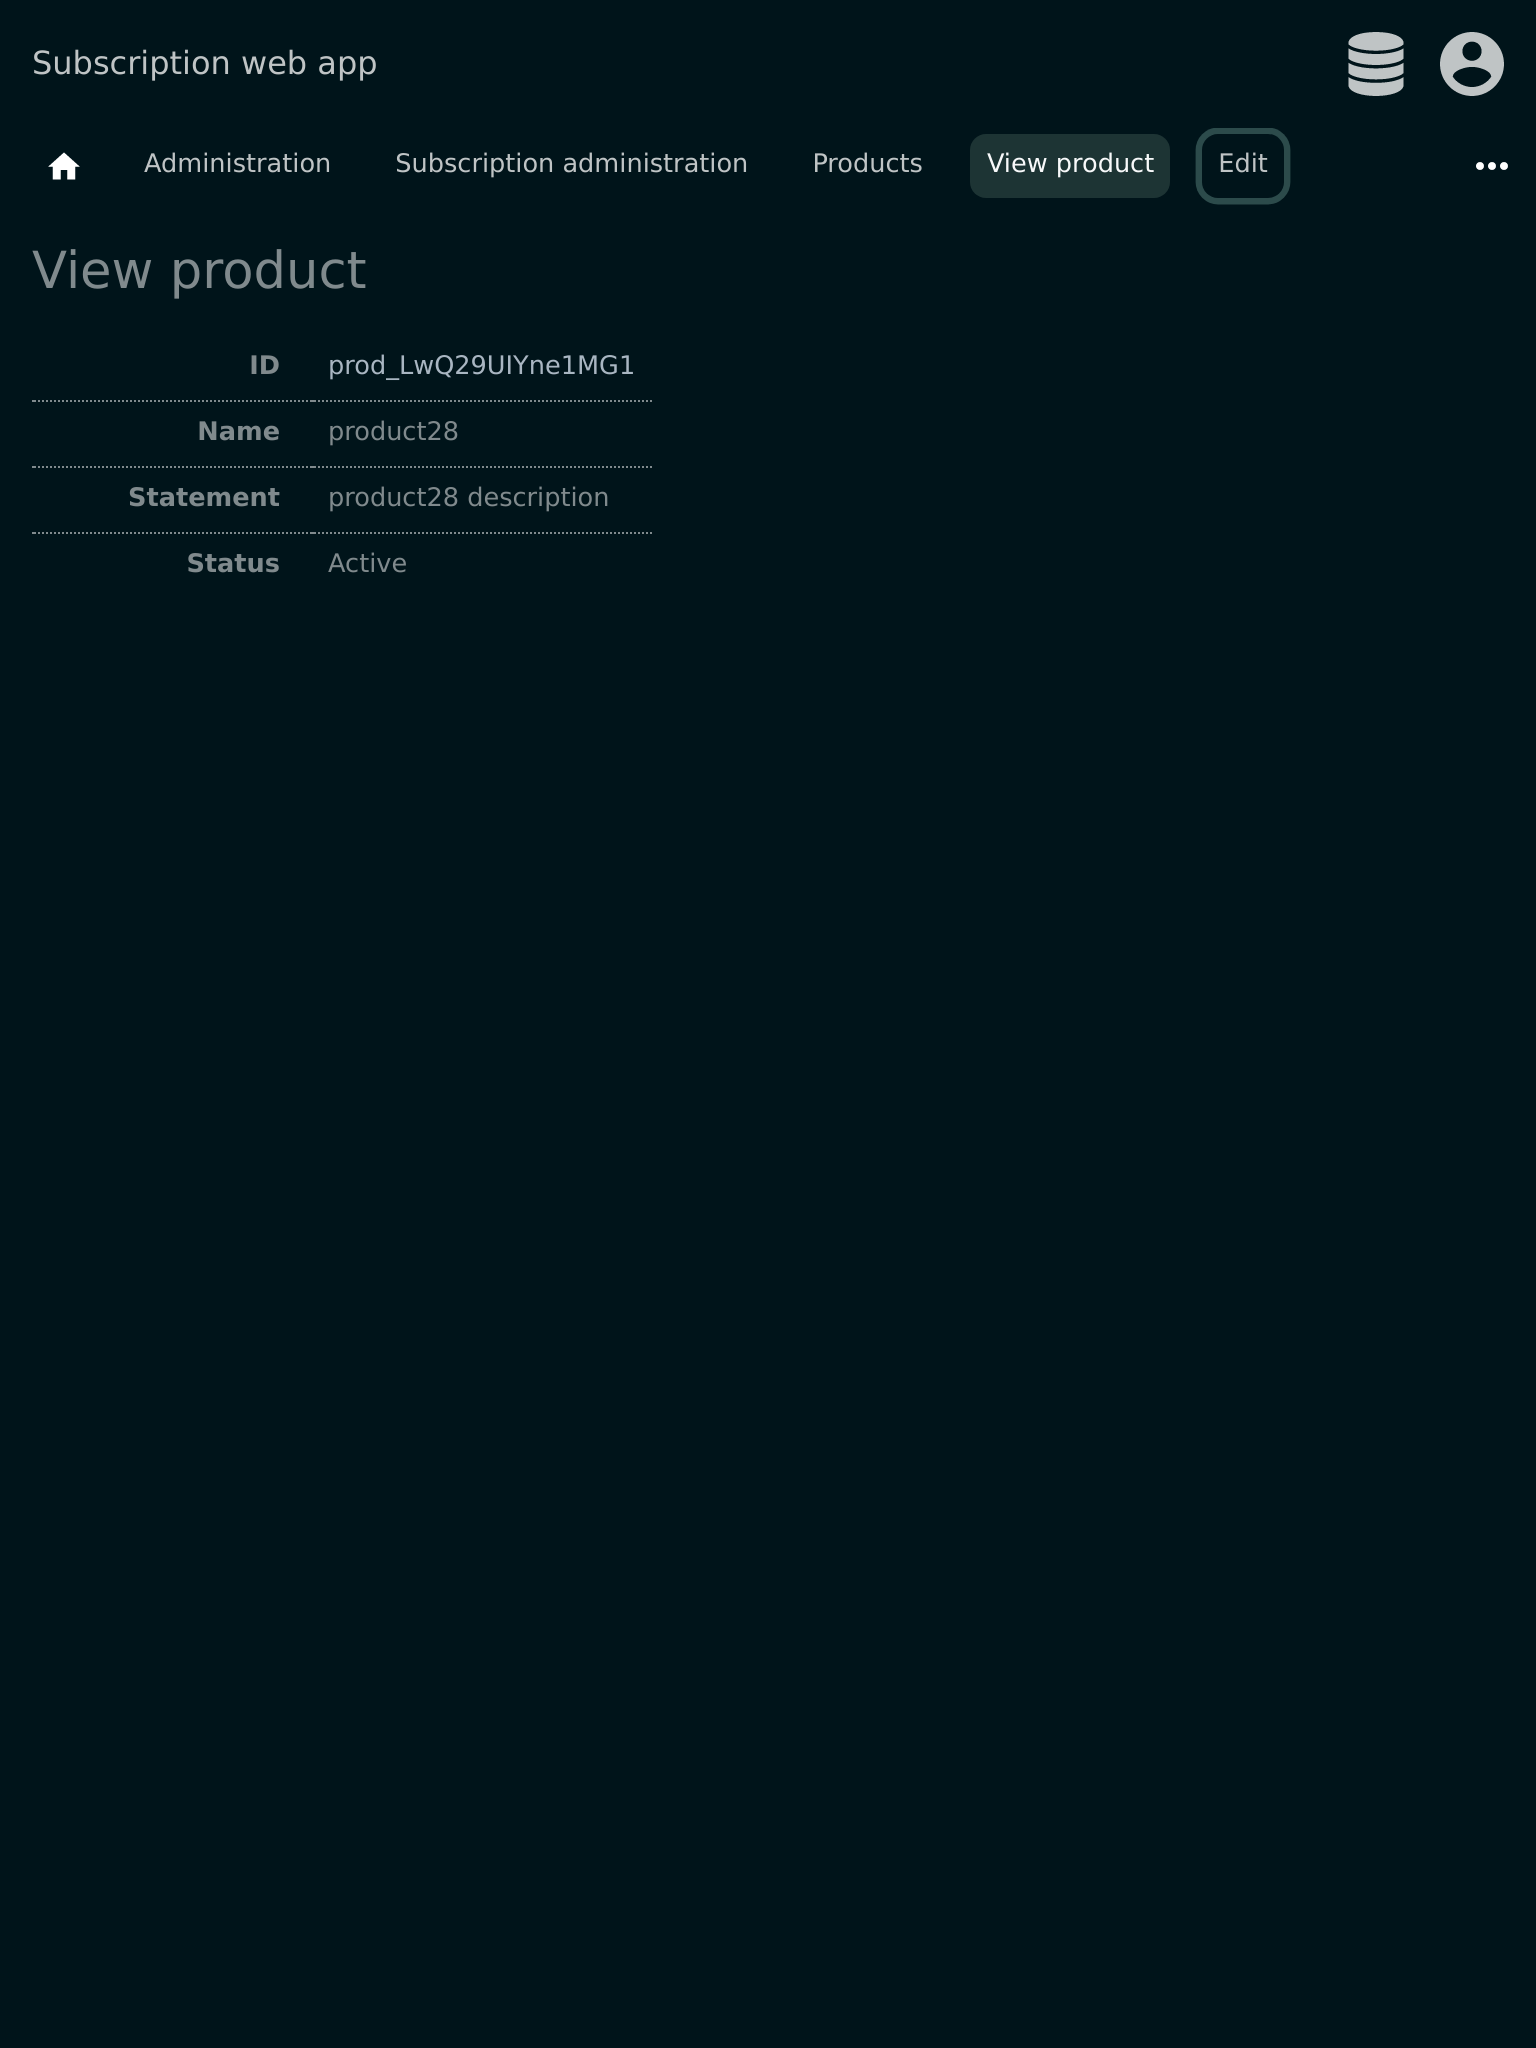 Subscription web app
Administration Subscription administration Products View product Edit
View product
ID prod_LwQ29UIYne1MG1
Name product28
Statement product28 description
Status Active